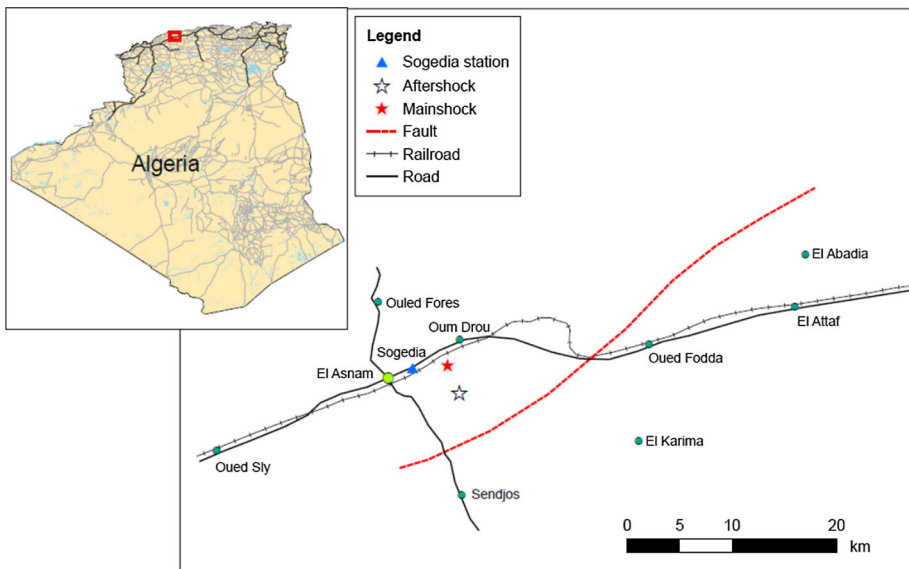 Algeria
Legend
Sogedia station
Aftershock
Mainshock
Fault
Railroad
Road
El Abadia
Ouled Fores
El Attaf
Oum Drou
Sogedia
Oued Fodda
El Asnam
El Karima
Oued Sly
Sendjos
0 5 10 20
km